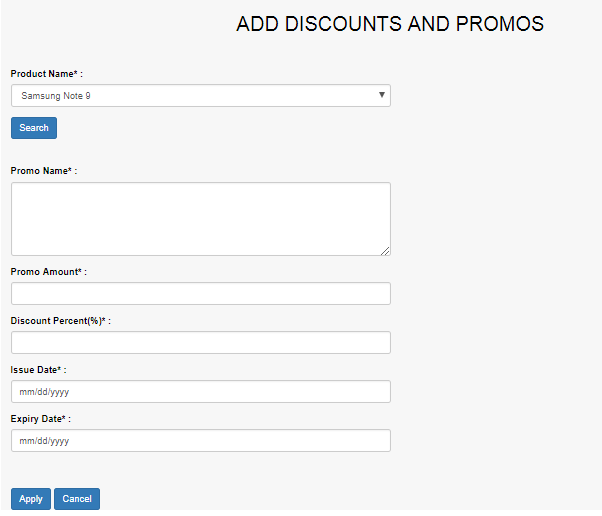 ADD DISCOUNTS AND PROMOS
Product Name* :
Samsung Note 9
Search
Promo Name* :
Promo Amount* :
Discount Percent(%)* :
Issue Date* :
mm/dd/yyyy
Expiry Date* :
mm/dd/yyyy
Apply Cancel